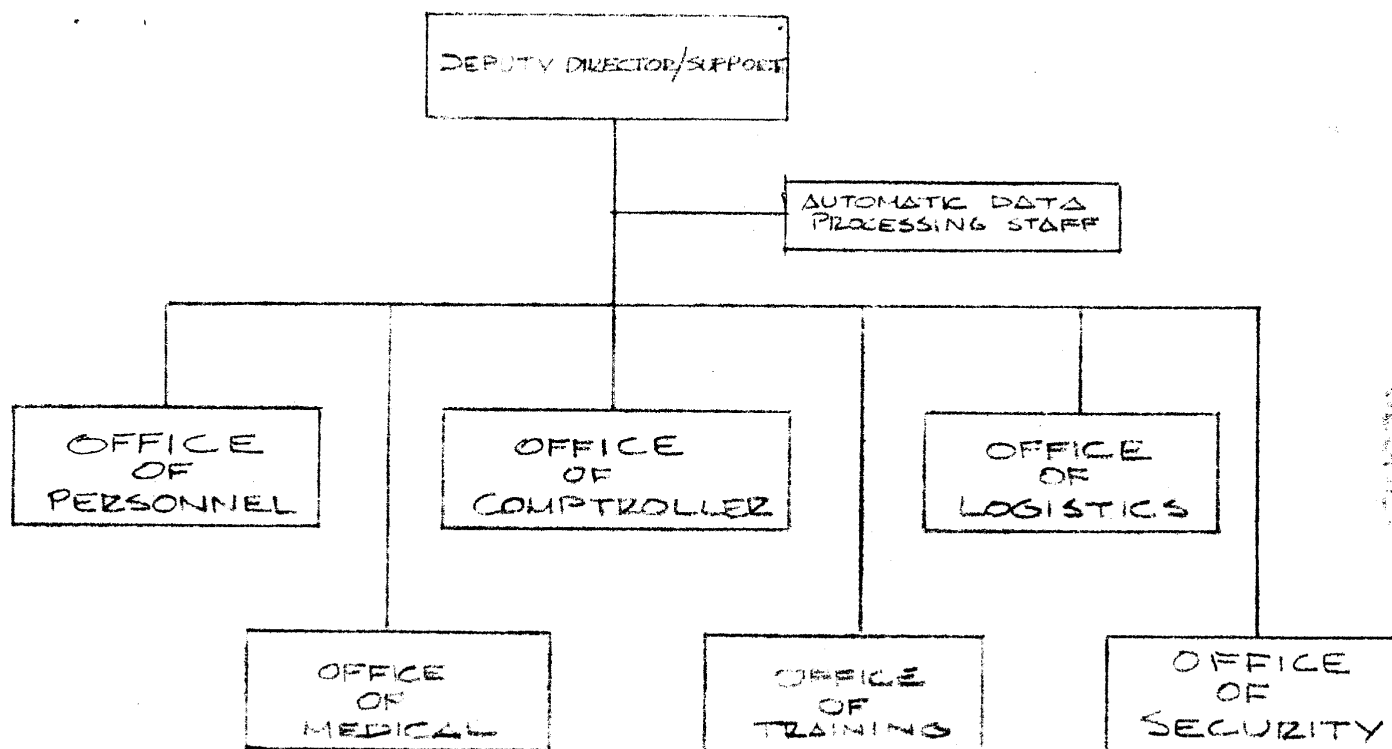 DEPUTY DIRECTOR/SUPPORT
AUTOMATIC DATA
PROCESSING STAFF
OFFICE
OF
PERSONNEL
OFFICE
OF
COMPTROLLER
OFFICE
OF
LOGISTICS
OFFICE
OF
MEDICAL
OFFICE
OF
TRAINING
OFFICE
OF
SECURITY